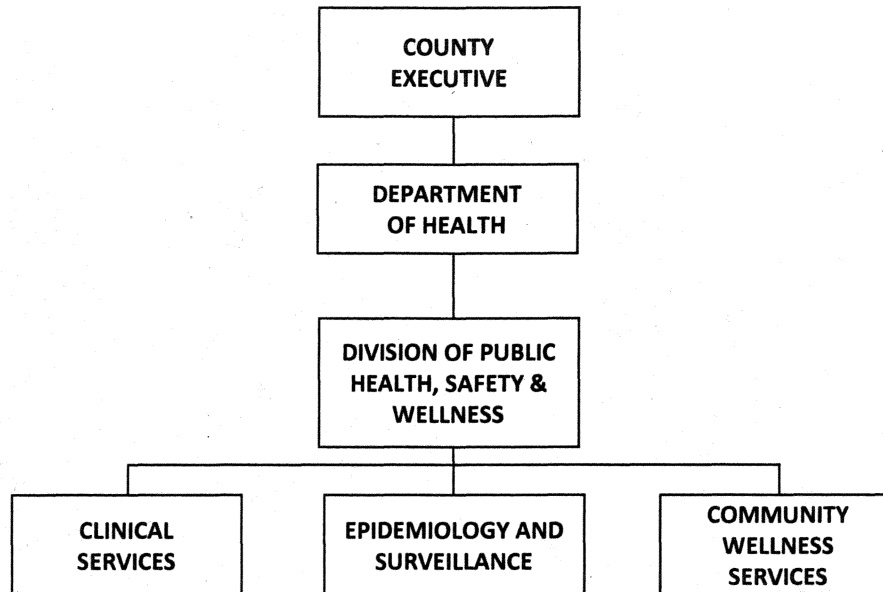 COUNTY
EXECUTIVE
DEPARTMENT
OF HEALTH
DIVISION OF PUBLIC
HEALTH, SAFETY &
WELLNESS
CLINICAL
SERVICES
EPIDEMIOLOGY AND
SURVEILLANCE
COMMUNITY
WELLNESS
SERVICES